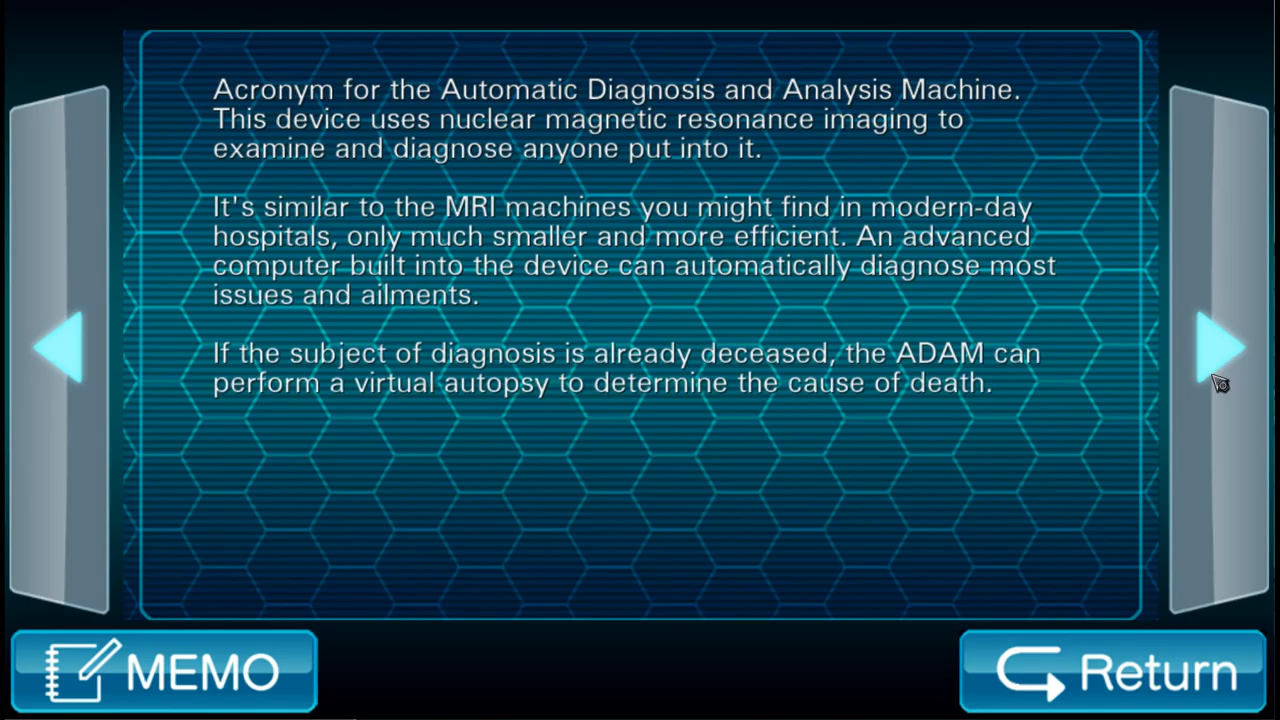 Acronym for the Automatic Diagnosis and Analysis Machine.
This device uses nuclear magnetic resonance imaging to
examine and diagnose anyone put into it.
It's similar to the MRI machines you might find in modern-day
hospitals, only much smaller and more efficient. An advanced
computer built into the device can automatically diagnose most
issues and ailments.
If the subject of diagnosis is already deceased, the ADAM can
perform a virtual autopsy to determine the cause of death.
MEMO
Return